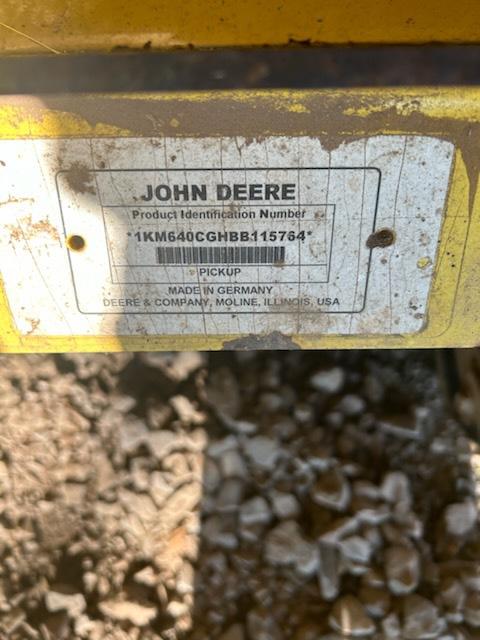 JOHN DEERE
Product Identification Number
*1KM640CGHBB115764*
PICKUP
MADE IN GERMANY
DEERE & COMPANY, MOLINE, ILLINOIS, USA